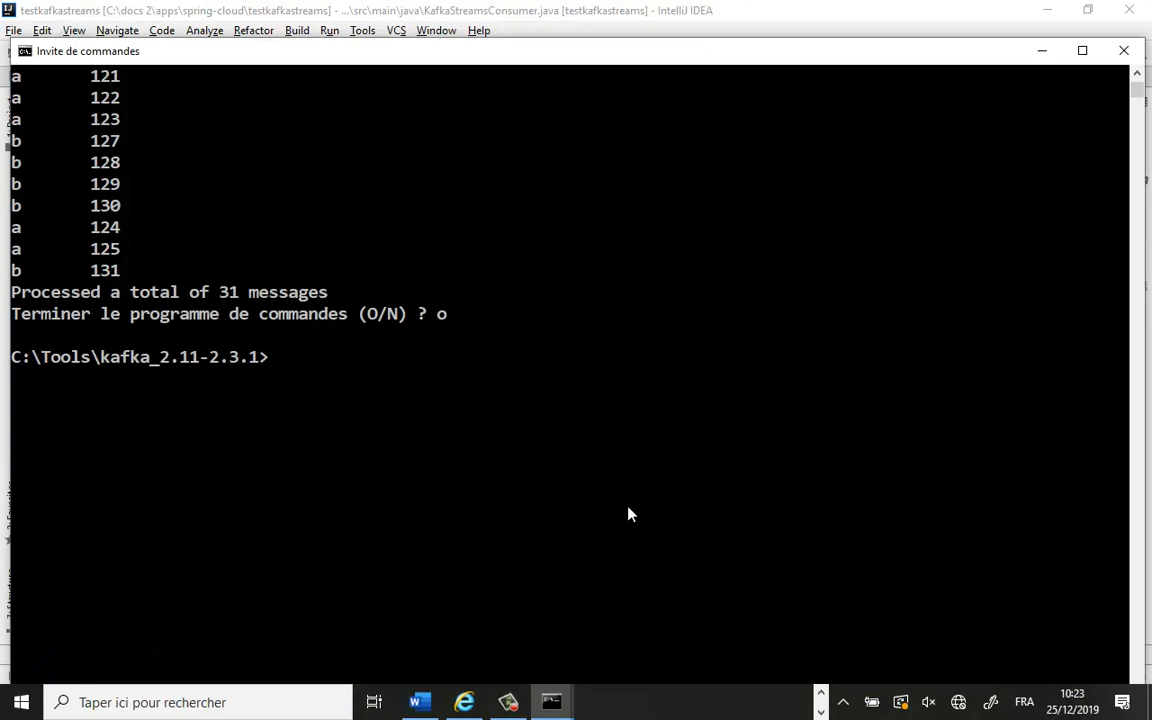 testkafkastreams [C:\docs 2\apps\spring-cloud\testkafkastreams] - ...\src\main\java\KafkaStreamsConsumer.java [testkafkastreams] - IntelliJ IDEA
File Edit View Navigate Code Analyze Refactor Build Run Tools VCS Window Help
Invite de commandes
a 121
a 122
a 123
b 127
b 128
b 129
b 130
a 124
a 125
b 131
Processed a total of 31 messages
Terminer le programme de commandes (O/N) ? o
C:\Tools\kafka_2.11-2.3.1>
Taper ici pour rechercher
FRA
10:23
25/12/2019